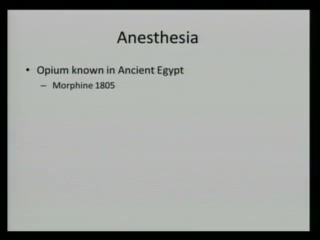 Anesthesia
• Opium known in Ancient Egypt
– Morphine 1805